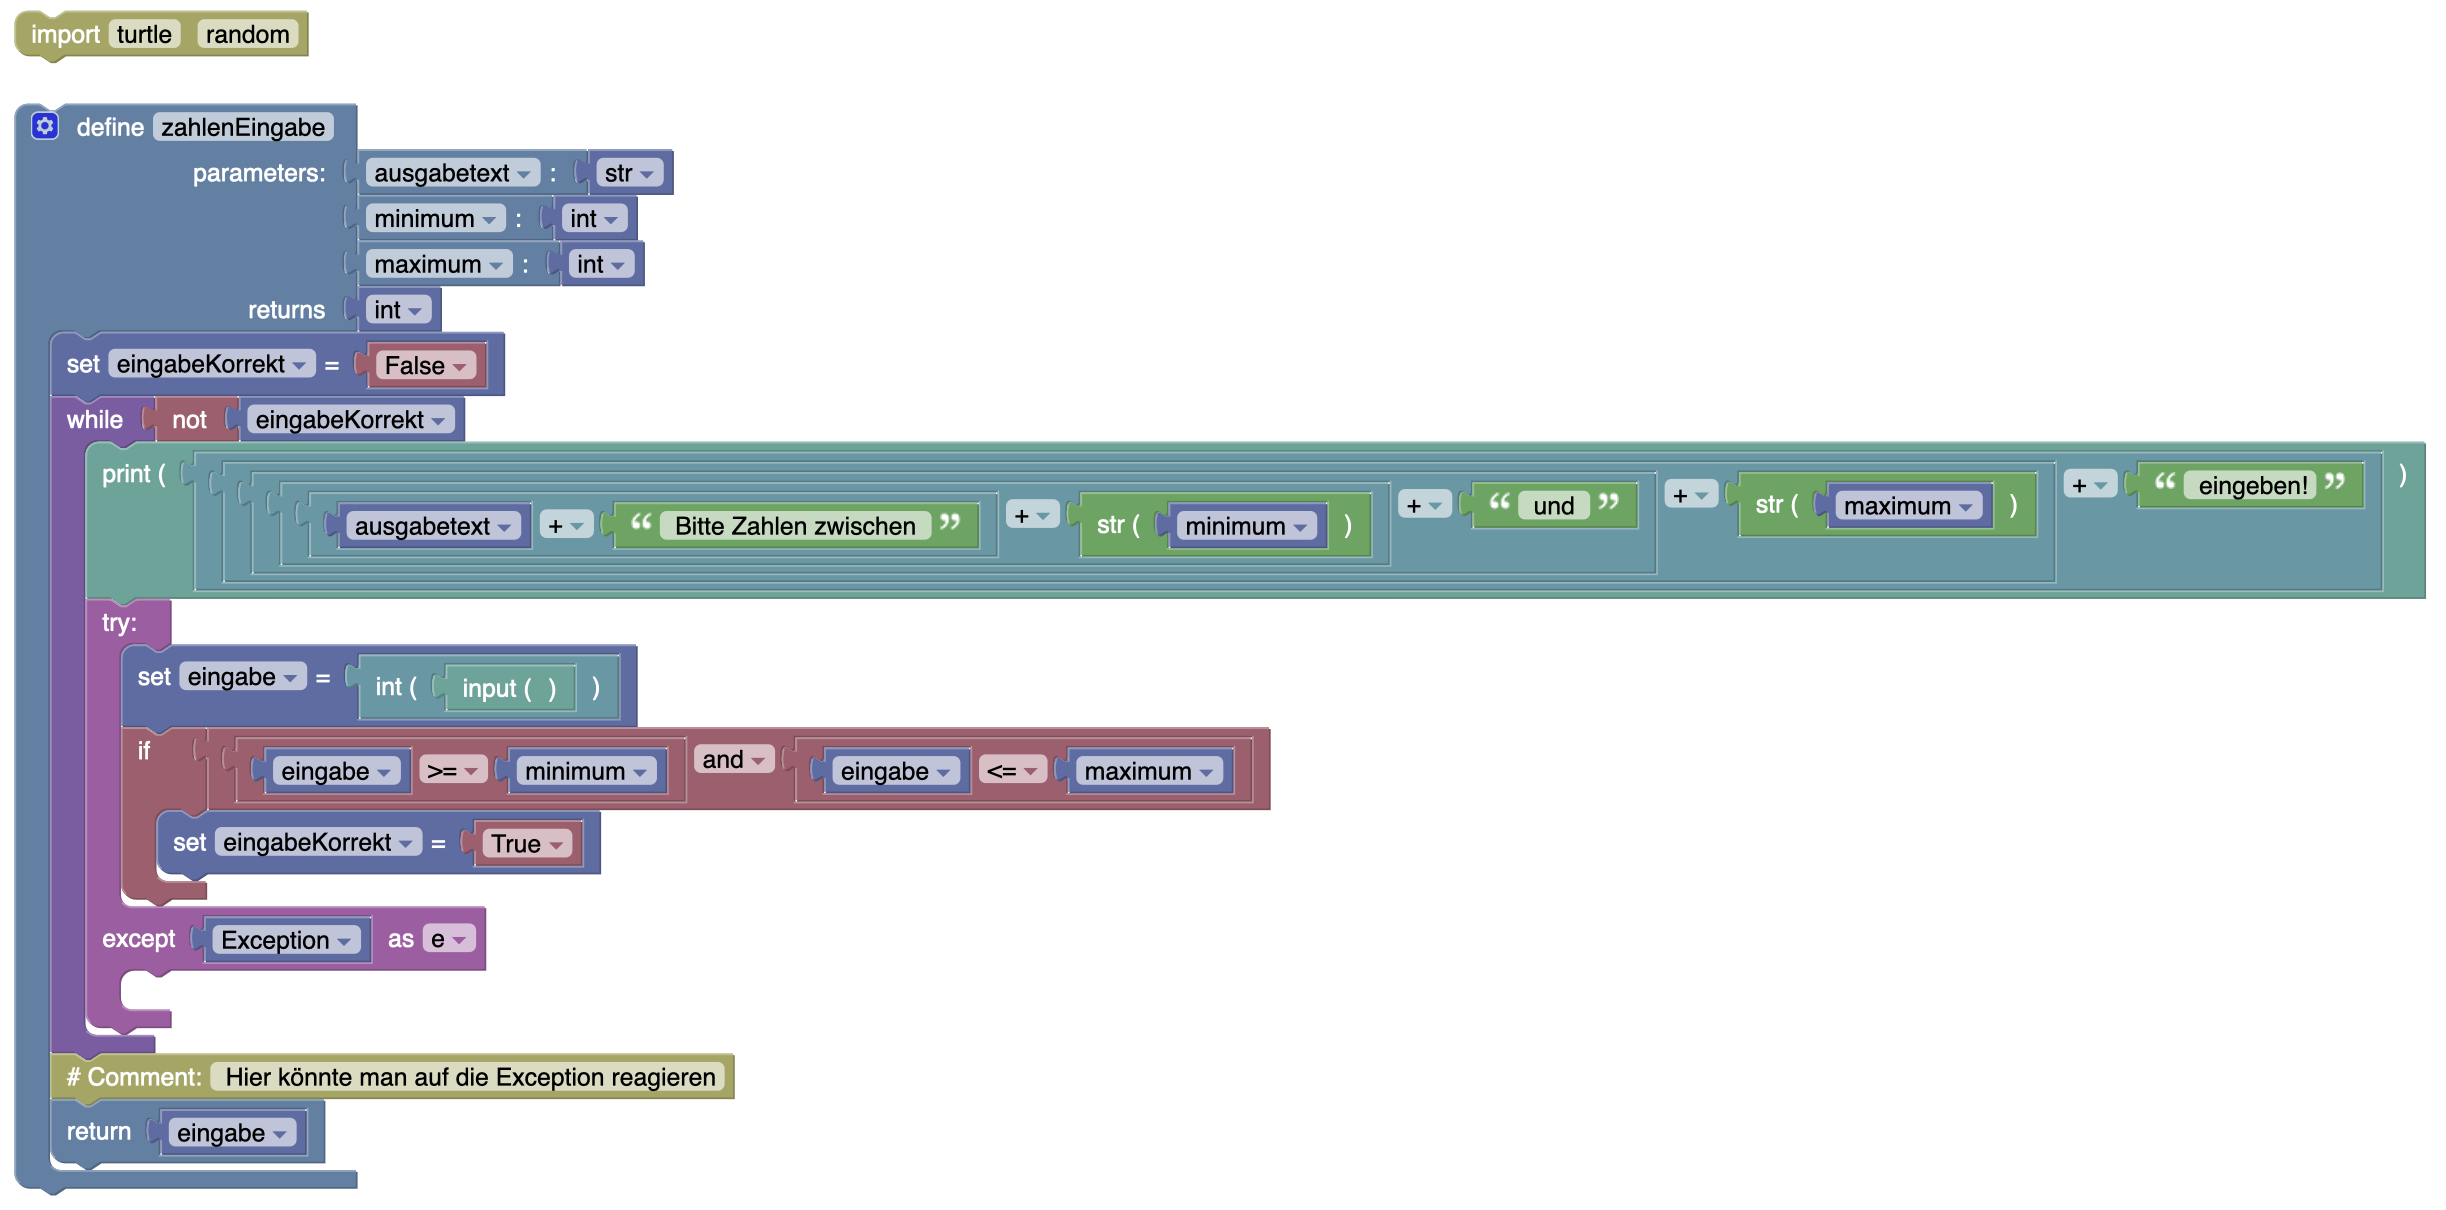 import turtle random
define zahlenEingabe
parameters: ausgabetext : str
minimum : int
maximum : int
returns int
set eingabeKorrekt = False
while not eingabeKorrekt
print ( ausgabetext + “ Bitte Zahlen zwischen ” + str ( minimum ) + “ und ” + str ( maximum ) + “ eingeben! ” )
try:
set eingabe = int ( input ( ) )
if eingabe >= minimum and eingabe <= maximum
set eingabeKorrekt = True
except Exception as e
# Comment: Hier könnte man auf die Exception reagieren
return eingabe